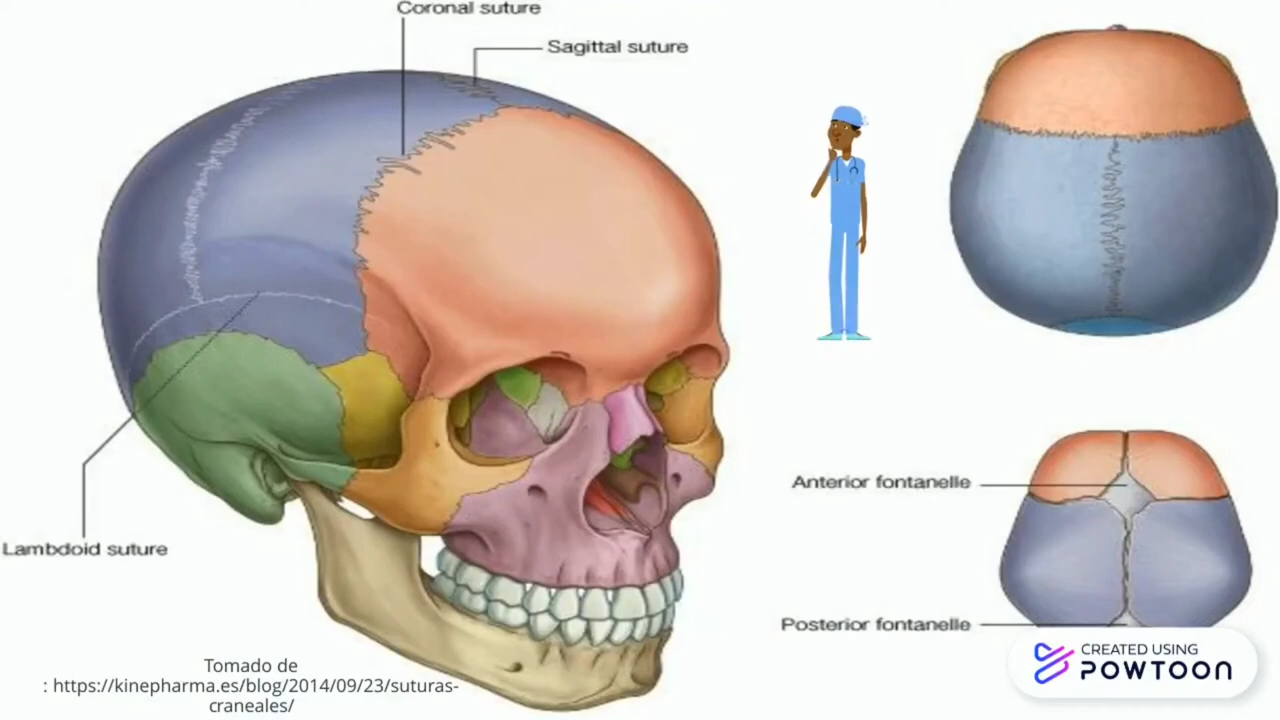 Coronal suture
Sagittal suture
Anterior fontanelle
Lambdoid suture
Posterior fontanelle
Tomado de
: https://kinepharma.es/blog/2014/09/23/suturas-
craneales/
CREATED USING
POWTOON